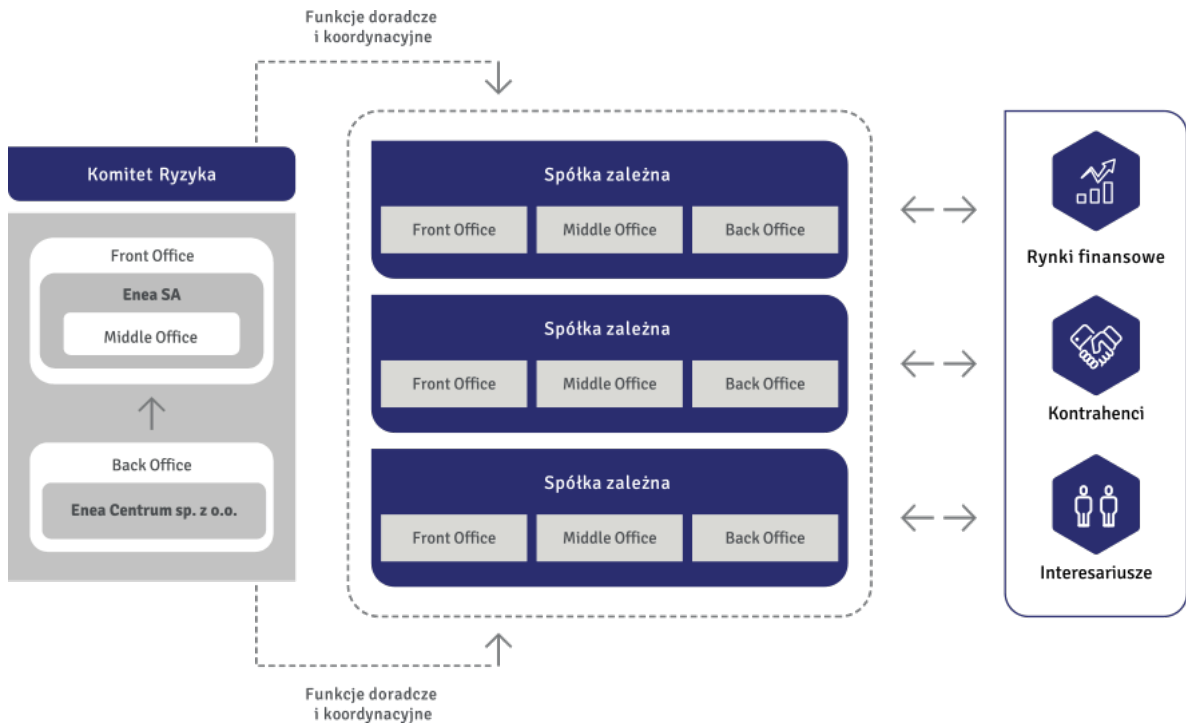 Funkcje doradcze
i koordynacyjne
Komitet Ryzyka
Front Office
Enea SA
Middle Office
Back Office
Enea Centrum sp. z o.o.
Spółka zależna
Front Office
Middle Office
Back Office
Spółka zależna
Front Office
Middle Office
Back Office
Spółka zależna
Front Office
Middle Office
Back Office
Rynki finansowe
Kontrahenci
Interesariusze
Funkcje doradcze
i koordynacyjne